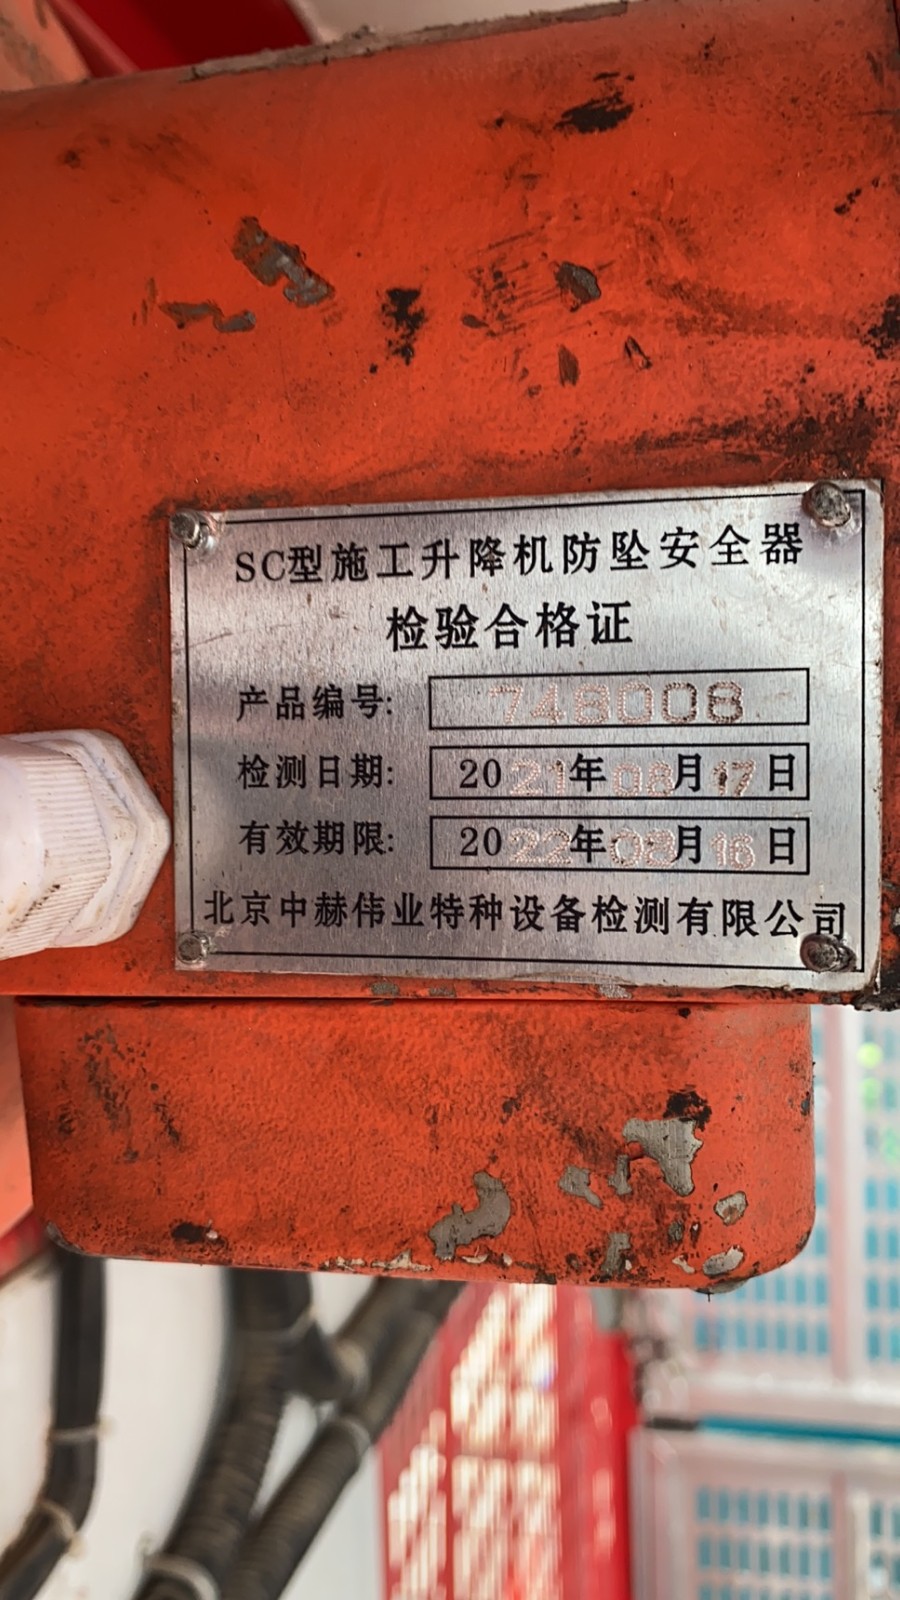 SC型施工升降机防坠安全器
检验合格证
产品编号: 748008
检测日期: 2021年08月17日
有效期限: 2022年08月16日
北京中赫伟业特种设备检测有限公司